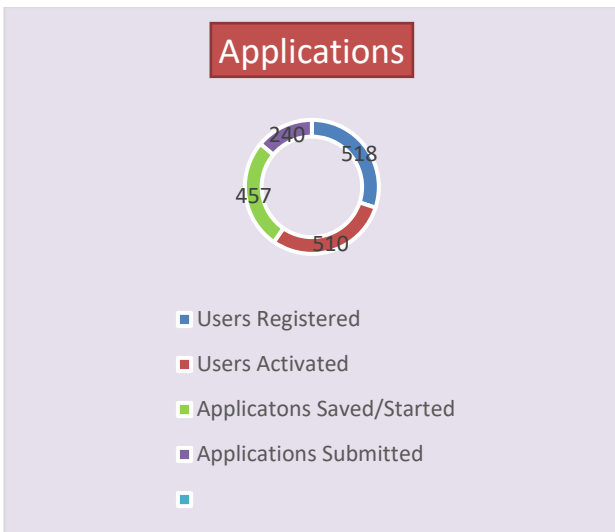 Applications
240
518
457
510
Users Registered
Users Activated
Applicatons Saved/Started
Applications Submitted